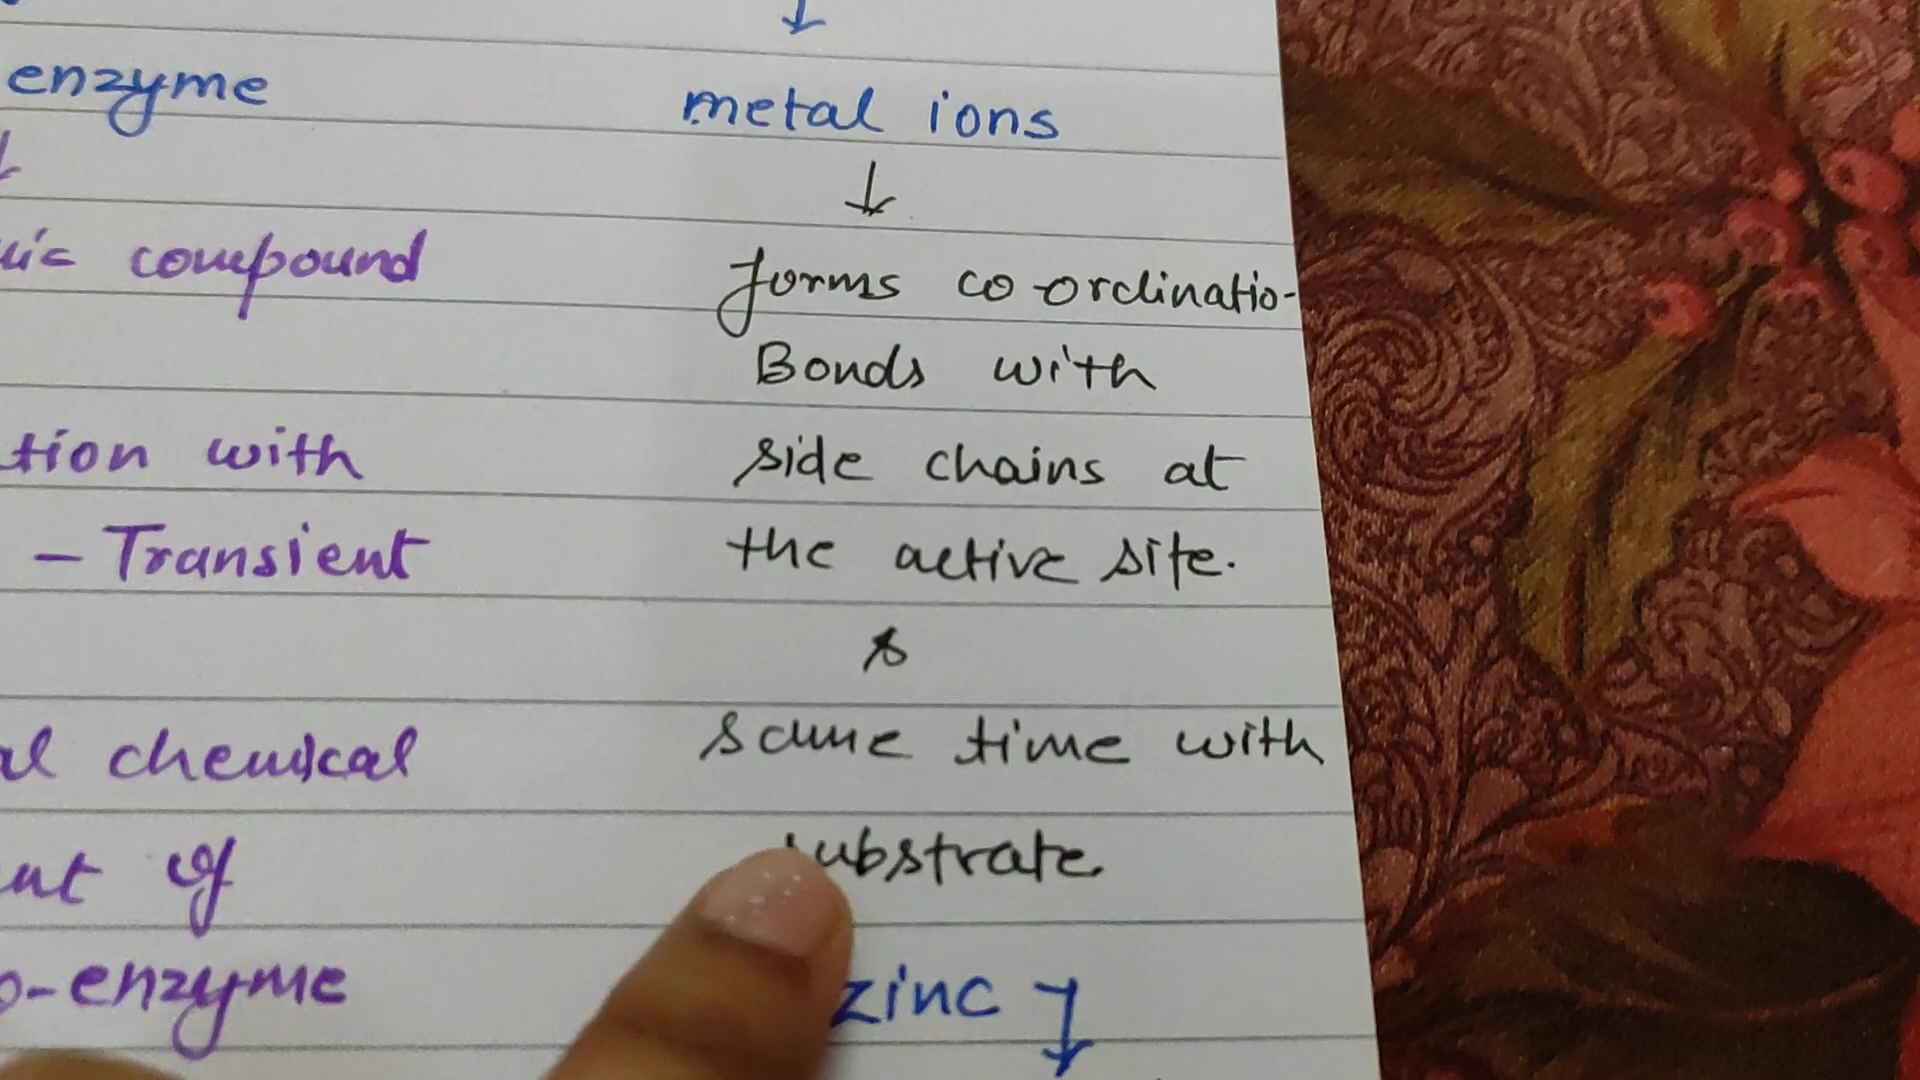 enzyme metal ions
compound forms co-ordinatio-
Bonds with
tion with side chains at
- Transient the active site.
&
chemical same time with
of substrate
o-enzyme zinc